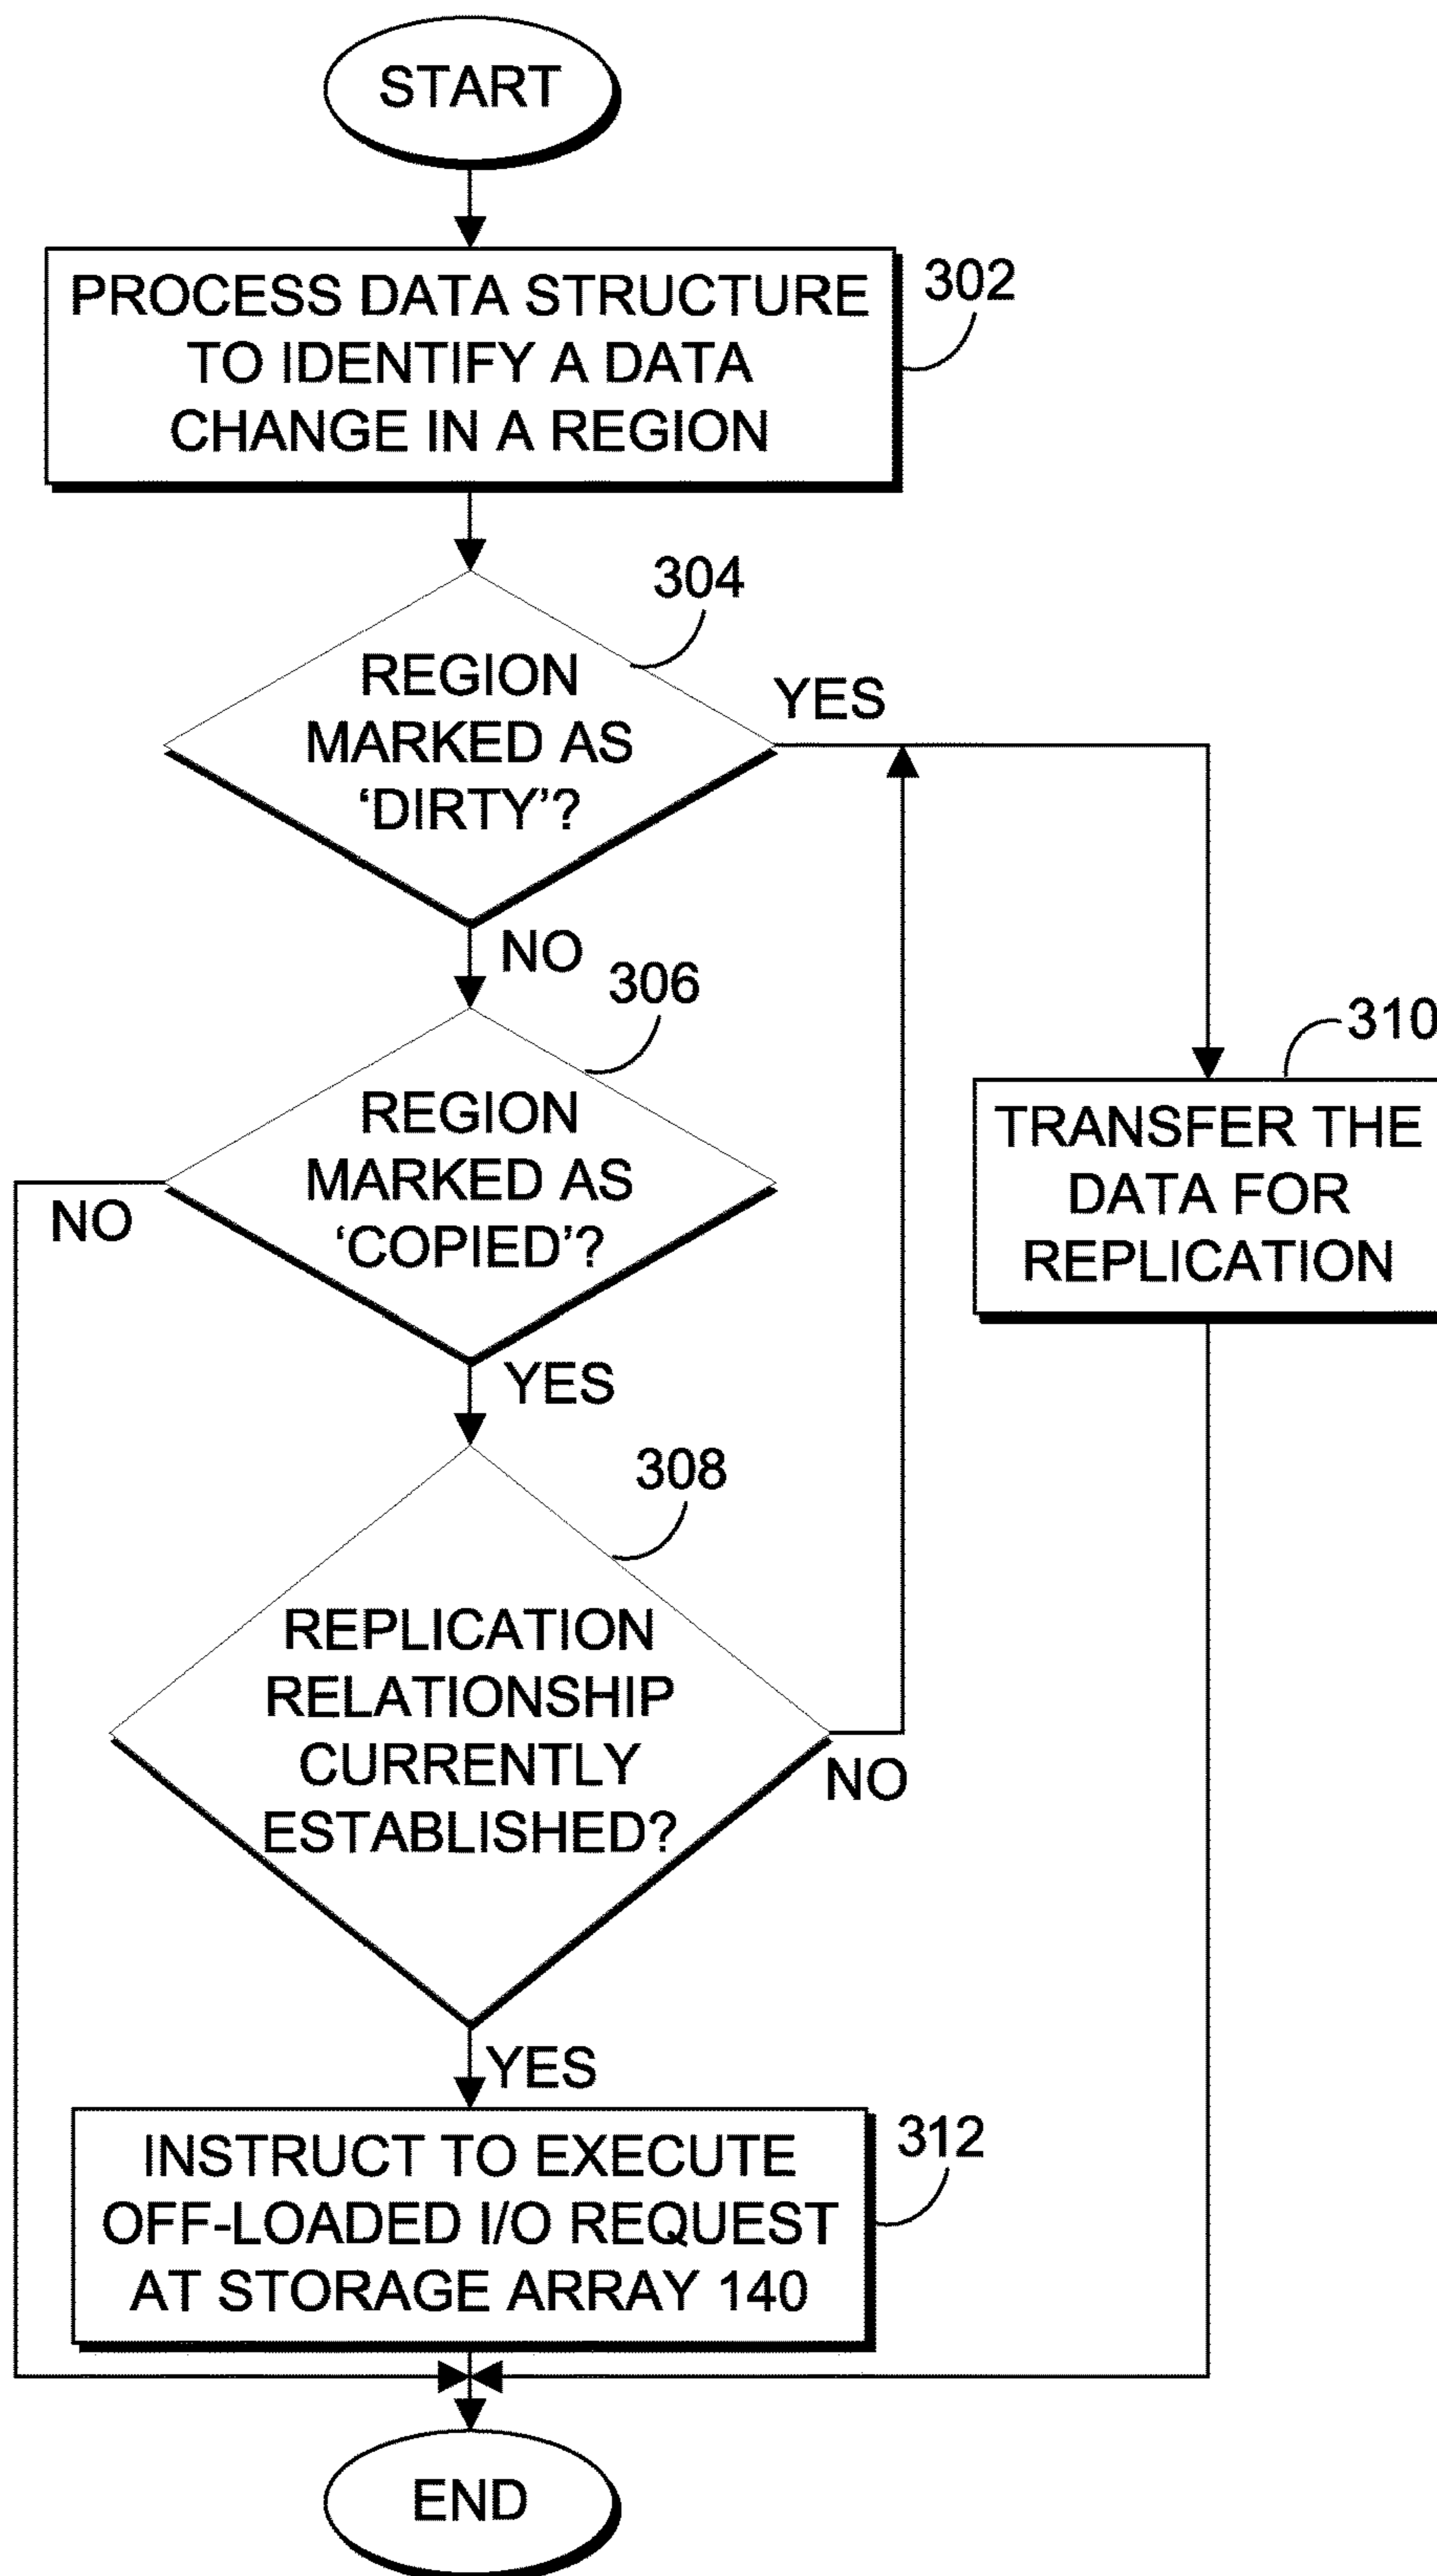 START
PROCESS DATA STRUCTURE
TO IDENTIFY A DATA
CHANGE IN A REGION
302
304
REGION
MARKED AS
‘DIRTY’?
YES
NO
306
REGION
MARKED AS
‘COPIED’?
NO
YES
310
TRANSFER THE
DATA FOR
REPLICATION
308
REPLICATION
RELATIONSHIP
CURRENTLY
ESTABLISHED?
NO
YES
INSTRUCT TO EXECUTE
OFF-LOADED I/O REQUEST
AT STORAGE ARRAY 140
312
END